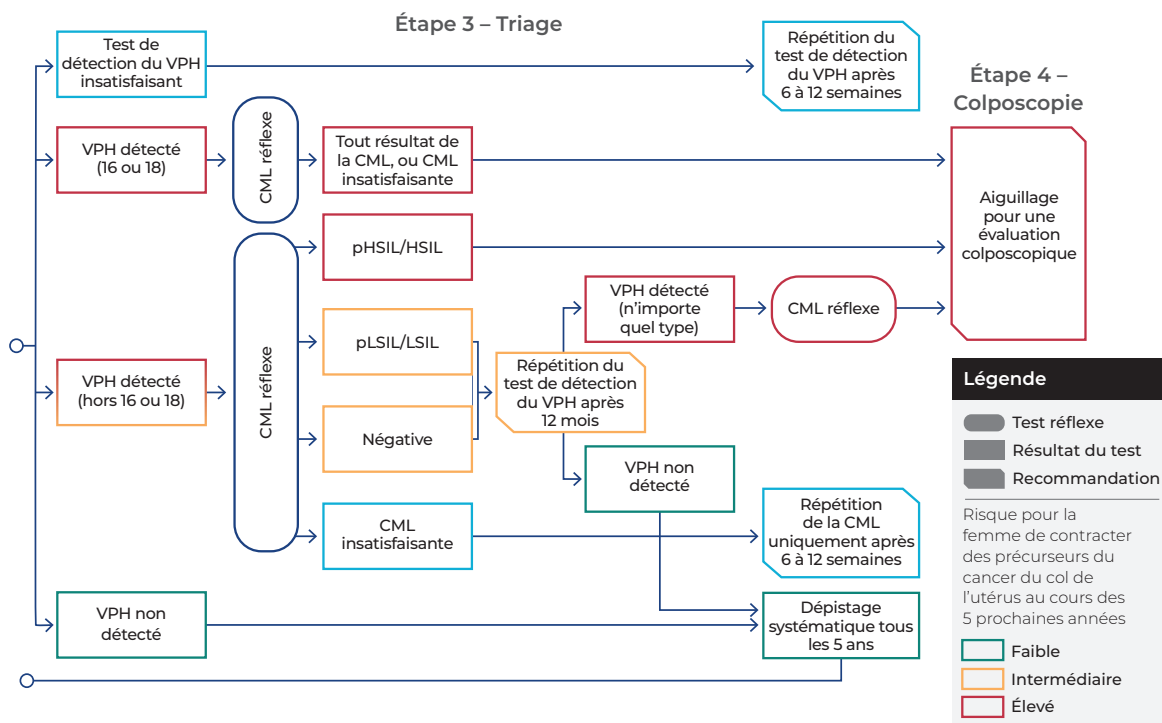 Étape 3 – Triage
Test de
détection du VPH
insatisfaisant
Répétition du
test de détection
du VPH après
6 à 12 semaines
Étape 4 –
Colposcopie
VPH détecté
(16 ou 18)
CML réflexe
Tout résultat de
la CML, ou CML
insatisfaisante
Aiguillage
pour une
évaluation
colposcopique
VPH détecté
(hors 16 ou 18)
CML réflexe
pHSIL/HSIL
pLSIL/LSIL
Négative
CML
insatisfaisante
Répétition du
test de détection
du VPH après
12 mois
VPH détecté
(n'importe
quel type)
CML réflexe
VPH non
détecté
Répétition
de la CML
uniquement après
6 à 12 semaines
VPH non
détecté
Dépistage
systématique tous
les 5 ans
Légende
Test réflexe
Résultat du test
Recommandation
Risque pour la
femme de contracter
des précurseurs du
cancer du col de
l'utérus au cours des
5 prochaines années
Faible
Intermédiaire
Élevé